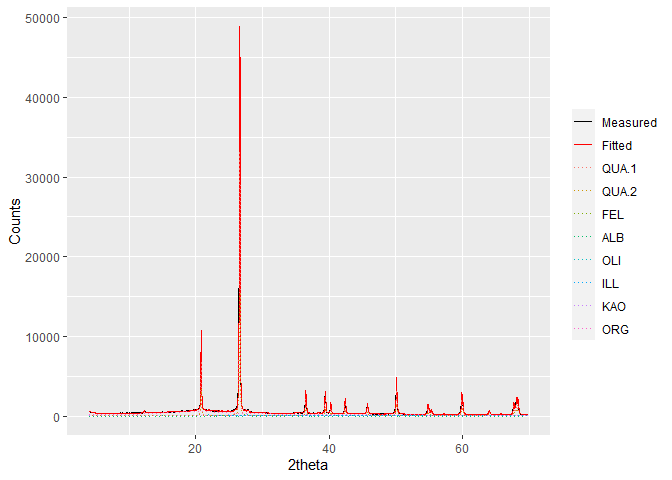 50000
40000
30000
20000
10000
0
Counts
20
40
60
2theta
Measured
Fitted
QUA.1
QUA.2
FEL
ALB
OLI
ILL
KAO
ORG